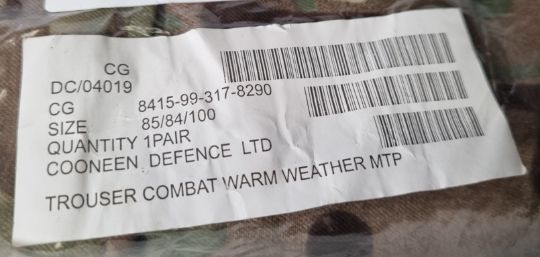 CG
DC/04019
CG 8415-99-317-8290
SIZE 85/84/100
QUANTITY 1PAIR
COONEEN DEFENCE LTD
TROUSER COMBAT WARM WEATHER MTP